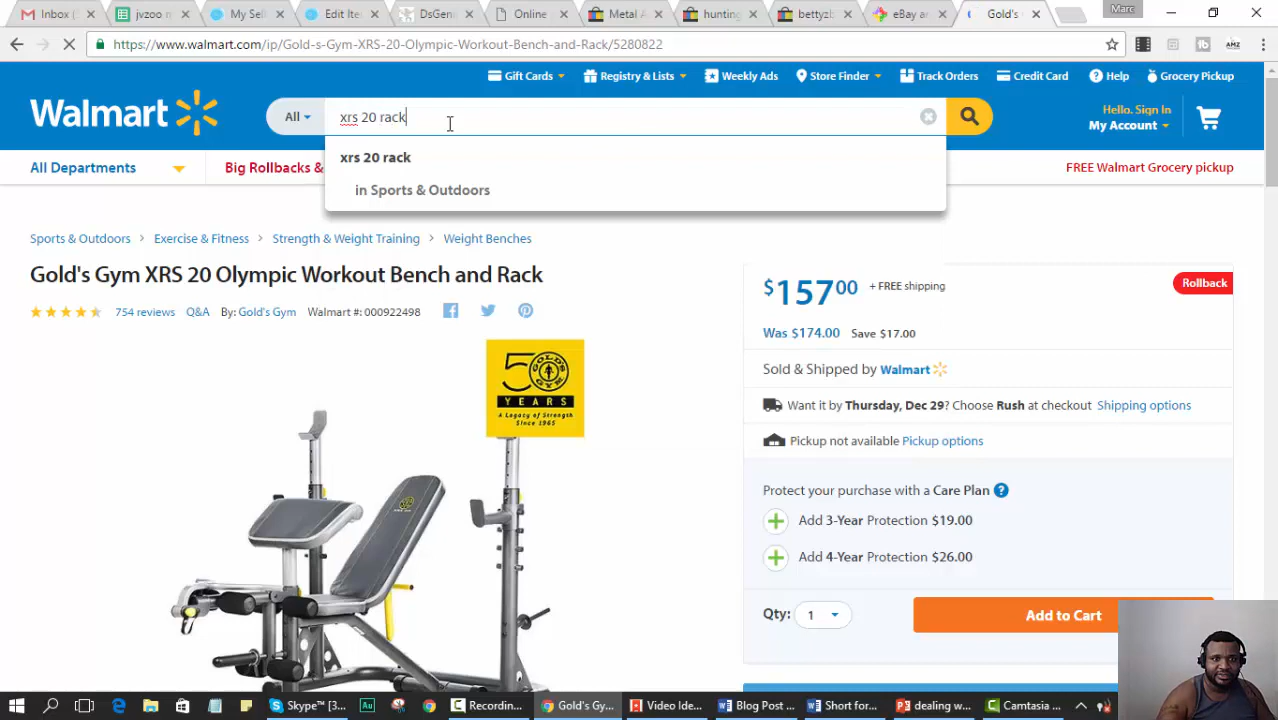 Inbox (
jvzoo n
My Sel
Edit Ite
DsGen
Online
Metal A
hunting
bettyzl
eBay a
Gold's
Marc
https://www.walmart.com/ip/Gold-s-Gym-XRS-20-Olympic-Workout-Bench-and-Rack/5280822
Gift Cards
Registry & Lists
Weekly Ads
Store Finder
Track Orders
Credit Card
Help
Grocery Pickup
Walmart
All
xrs 20 rack
Hello. Sign In
My Account
All Departments
Big Rollbacks &
xrs 20 rack
in Sports & Outdoors
FREE Walmart Grocery pickup
Sports & Outdoors > Exercise & Fitness > Strength & Weight Training > Weight Benches
Gold's Gym XRS 20 Olympic Workout Bench and Rack
754 reviews Q&A By: Gold's Gym Walmart #: 000922498
50
GOLD'S GYM
YEARS
A Legacy of Strength
Since 1965
$157.00 + FREE shipping
Rollback
Was $174.00 Save $17.00
Sold & Shipped by Walmart
Want it by Thursday, Dec 29? Choose Rush at checkout Shipping options
Pickup not available Pickup options
Protect your purchase with a Care Plan ?
Add 3-Year Protection $19.00
Add 4-Year Protection $26.00
Qty: 1
Add to Cart
Skype™ [3...
Au
Recordin...
Gold's Gy...
Video Ide...
Blog Post ...
Short for...
dealing w...
Camtasia ...